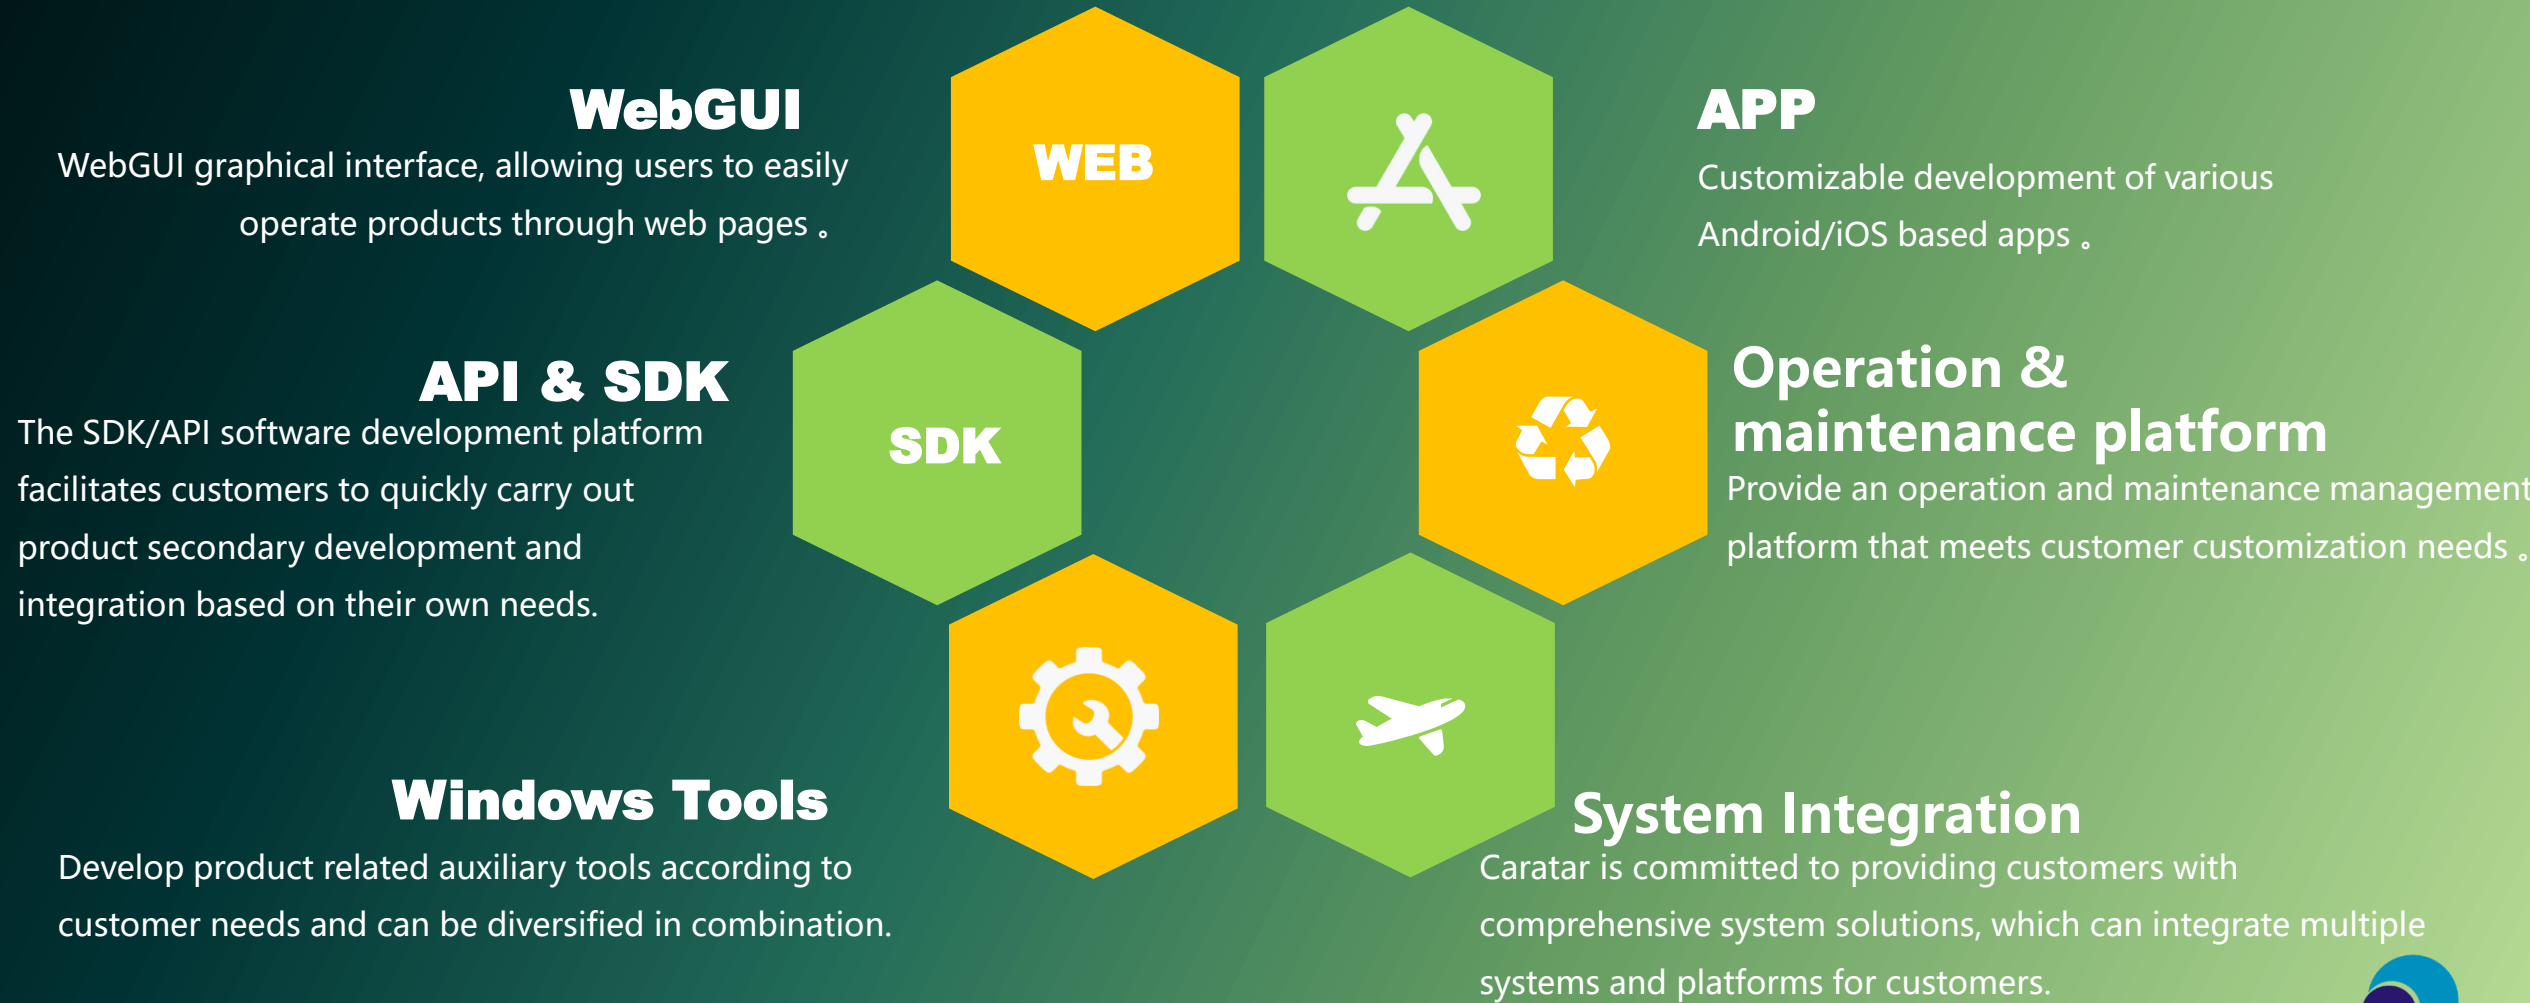 WebGUI
WebGUI graphical interface, allowing users to easily
operate products through web pages 。
WEB
APP
Customizable development of various
Android/iOS based apps 。
API & SDK
The SDK/API software development platform
facilitates customers to quickly carry out
product secondary development and
integration based on their own needs.
SDK
Operation &
maintenance platform
Provide an operation and maintenance management
platform that meets customer customization needs 。
Windows Tools
Develop product related auxiliary tools according to
customer needs and can be diversified in combination.
System Integration
Caratar is committed to providing customers with
comprehensive system solutions, which can integrate multiple
systems and platforms for customers.